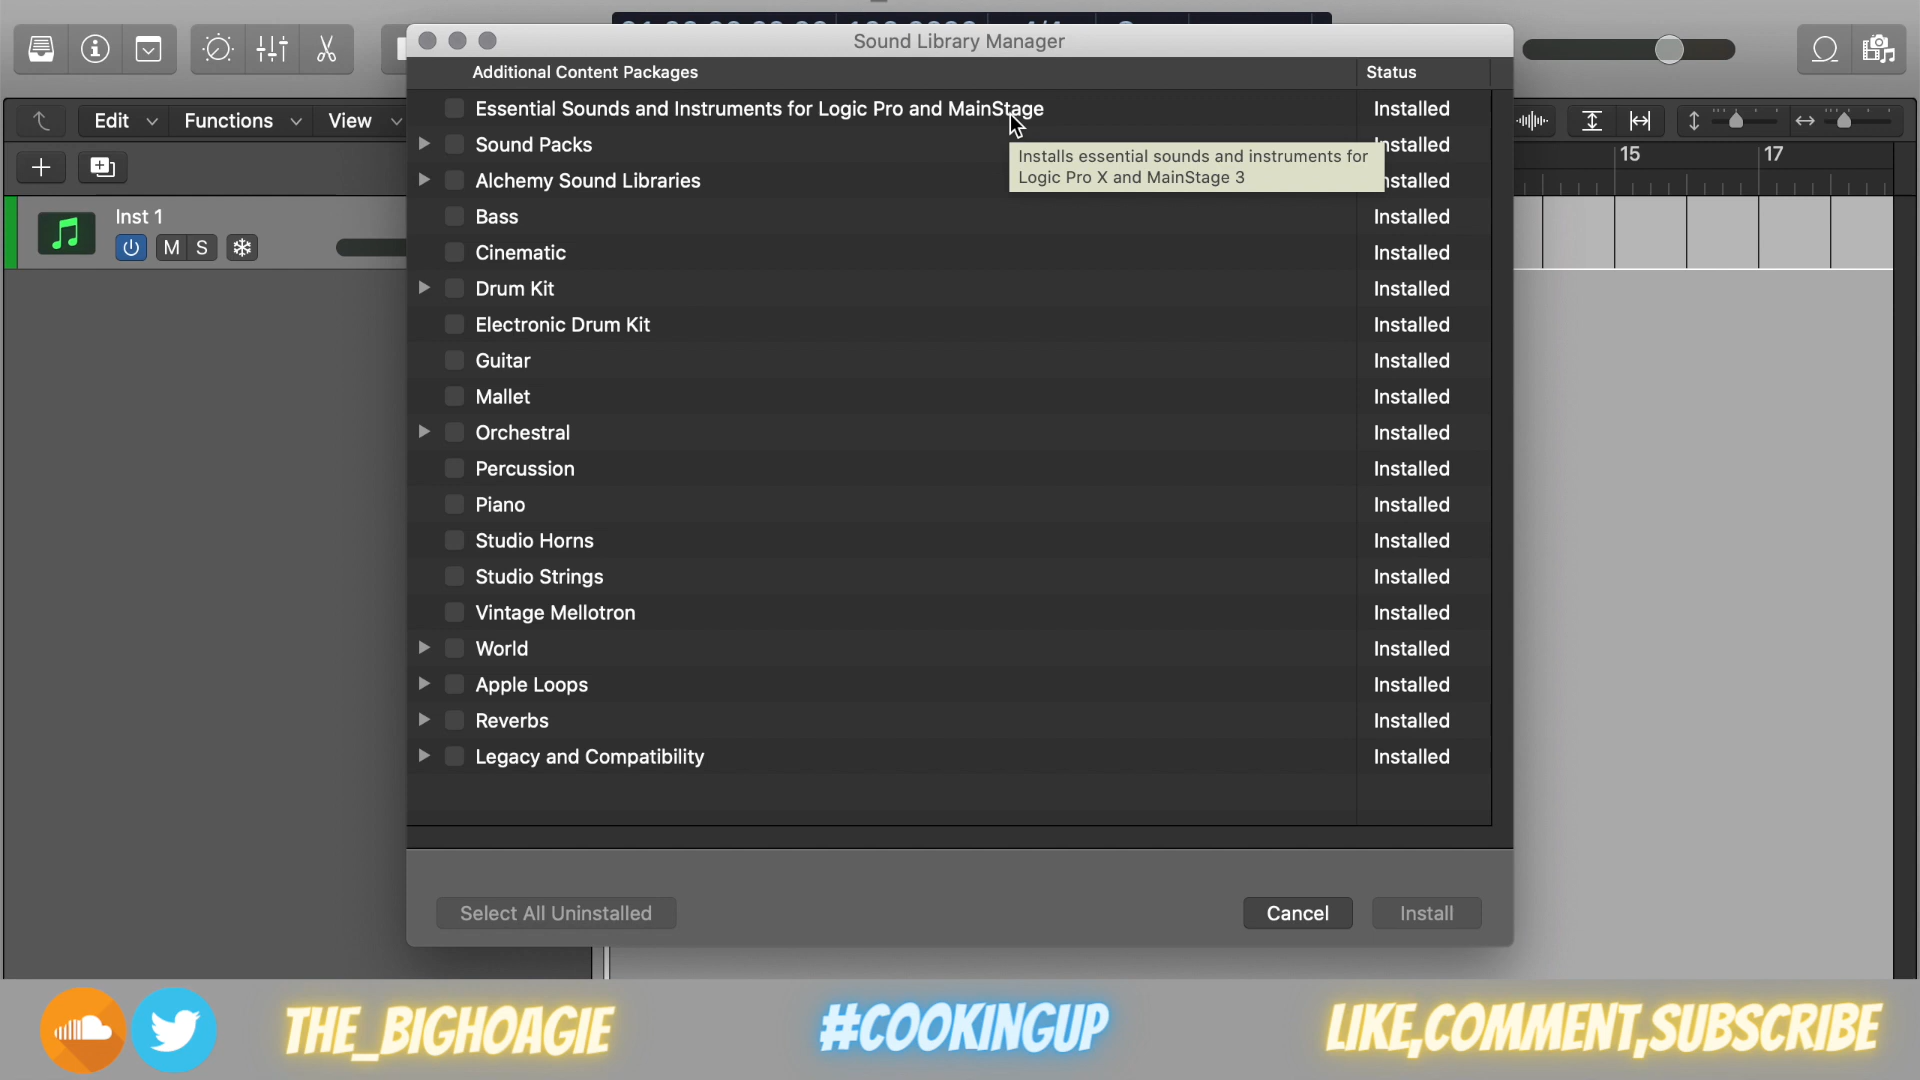 Sound Library Manager
Additional Content Packages Status
Essential Sounds and Instruments for Logic Pro and MainStage Installed
Installs essential sounds and instruments for
Logic Pro X and MainStage 3
Sound Packs
Alchemy Sound Libraries
Bass Installed
Cinematic Installed
Drum Kit Installed
Electronic Drum Kit Installed
Guitar Installed
Mallet Installed
Orchestral Installed
Percussion Installed
Piano Installed
Studio Horns Installed
Studio Strings Installed
Vintage Mellotron Installed
World Installed
Apple Loops Installed
Reverbs Installed
Legacy and Compatibility Installed
Select All Uninstalled Cancel Install
Edit Functions View
15 17
Inst 1
M S
THE_BIGHOAGIE #COOKINGUP LIKE,COMMENT,SUBSCRIBE